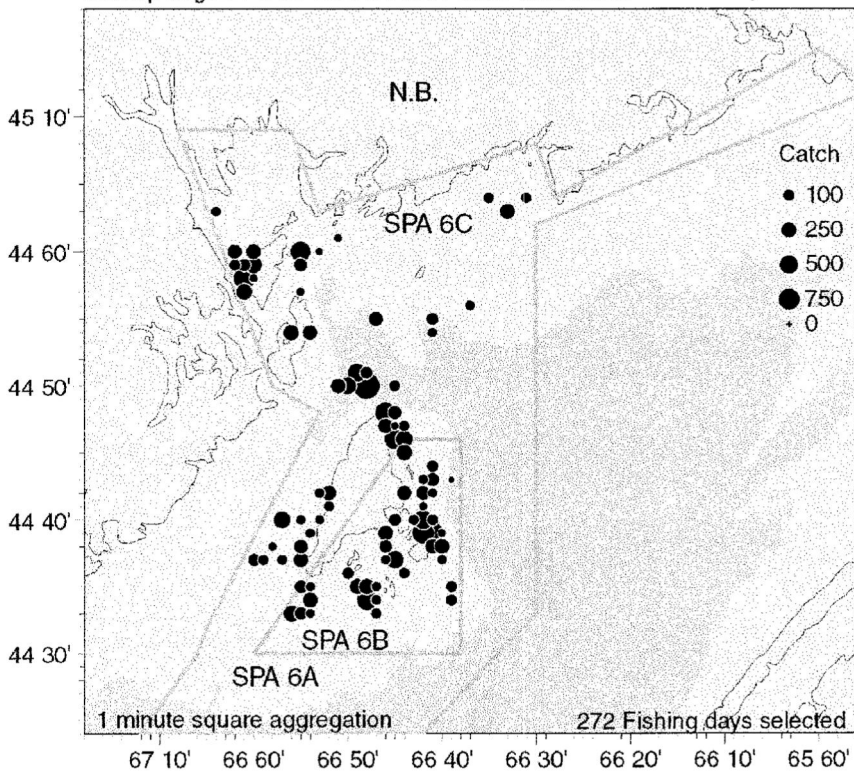 N.B.
45 10'
Catch
100
250
500
750
0
SPA 6C
44 60'
44 50'
44 40'
44 30'
SPA 6B
SPA 6A
1 minute square aggregation
272 Fishing days selected
67 10' 66 60' 66 50' 66 40' 66 30' 66 20' 66 10' 65 60'